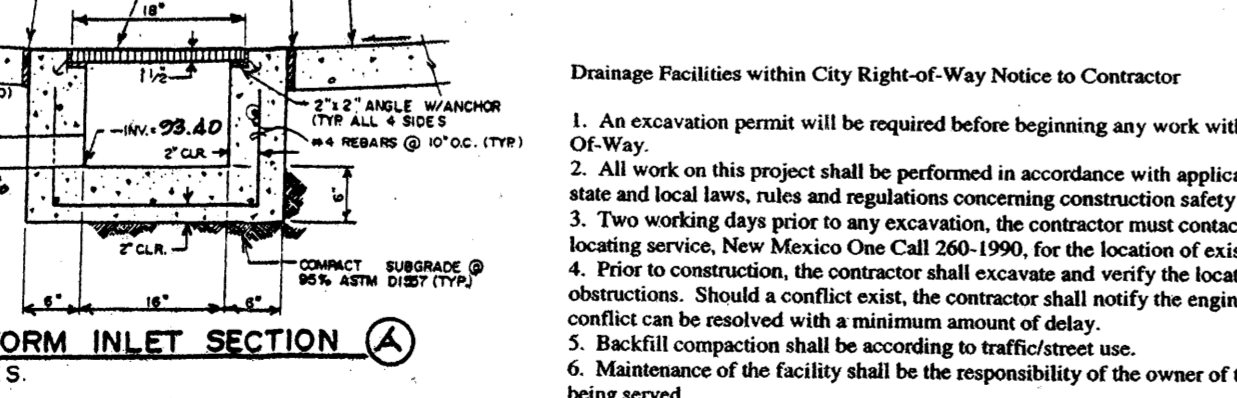 18"
1 1/2"
2"x 2" ANGLE W/ANCHOR
(TYP. ALL 4 SIDES
INV.= 93.40
#4 REBARS @ 10" O.C. (TYP.)
2" CLR.
6"
2" CLR.
COMPACT SUBGRADE @
95% ASTM D1557 (TYP.)
6" 16" 6"
ORM INLET SECTION A
S.
Drainage Facilities within City Right-of-Way Notice to Contractor
1. An excavation permit will be required before beginning any work with
Of-Way.
2. All work on this project shall be performed in accordance with applica
state and local laws, rules and regulations concerning construction safety
3. Two working days prior to any excavation, the contractor must contac
locating service, New Mexico One Call 260-1990, for the location of exis
4. Prior to construction, the contractor shall excavate and verify the locat
obstructions. Should a conflict exist, the contractor shall notify the engin
conflict can be resolved with a minimum amount of delay.
5. Backfill compaction shall be according to traffic/street use.
6. Maintenance of the facility shall be the responsibility of the owner of t
being served